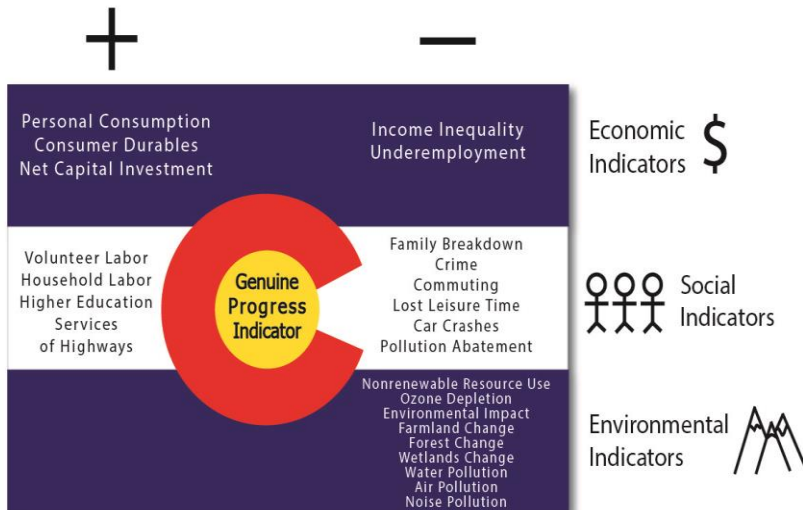 + −
Personal Consumption
Consumer Durables
Net Capital Investment
Income Inequality
Underemployment
Economic
Indicators $
Volunteer Labor
Household Labor
Higher Education
Services
of Highways
Genuine
Progress
Indicator
Family Breakdown
Crime
Commuting
Lost Leisure Time
Car Crashes
Pollution Abatement
Social
Indicators
Nonrenewable Resource Use
Ozone Depletion
Environmental Impact
Farmland Change
Forest Change
Wetlands Change
Water Pollution
Air Pollution
Noise Pollution
Environmental
Indicators